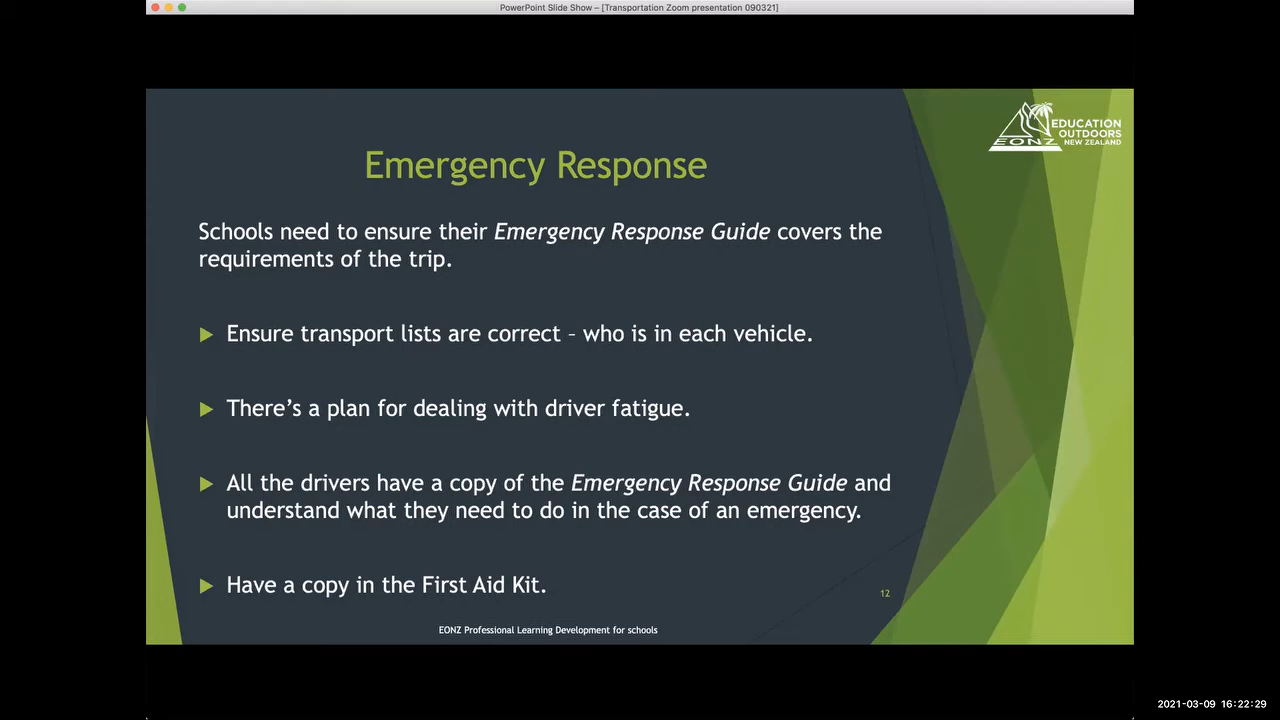 PowerPoint Slide Show – [Transportation Zoom presentation 090321]
EDUCATION
OUTDOORS
NEW ZEALAND
EONZ
Emergency Response
Schools need to ensure their Emergency Response Guide covers the
requirements of the trip.
Ensure transport lists are correct – who is in each vehicle.
There’s a plan for dealing with driver fatigue.
All the drivers have a copy of the Emergency Response Guide and
understand what they need to do in the case of an emergency.
Have a copy in the First Aid Kit.
12
EONZ Professional Learning Development for schools
2021-03-09 16:22:29